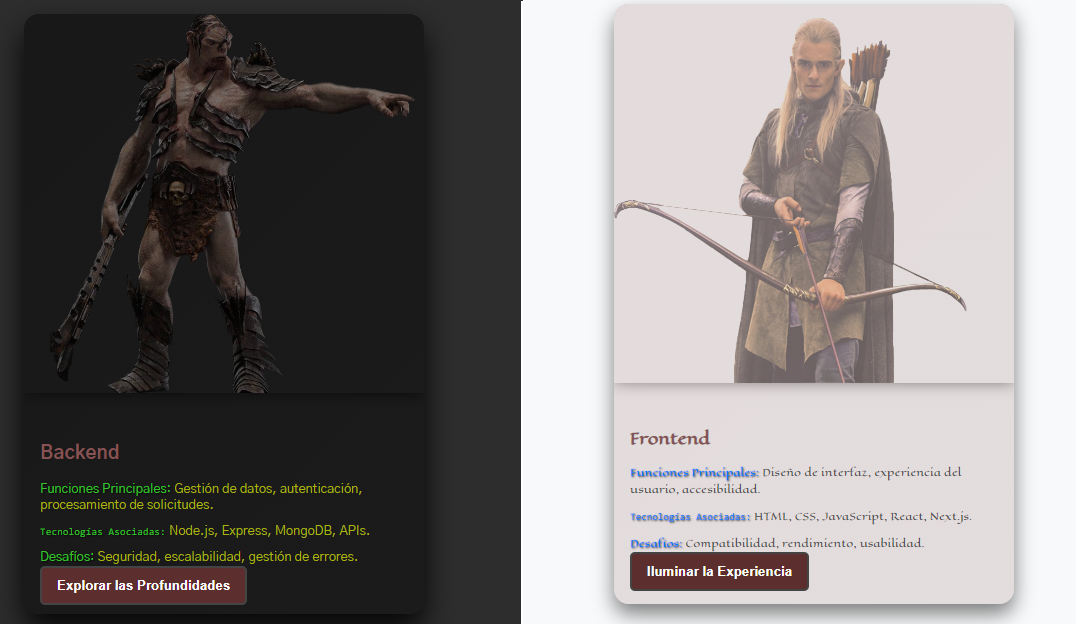 Backend
Funciones Principales: Gestión de datos, autenticación,
procesamiento de solicitudes.
Tecnologías Asociadas: Node.js, Express, MongoDB, APIs.
Desafíos: Seguridad, escalabilidad, gestión de errores.
Explorar las Profundidades
Frontend
Funciones Principales: Diseño de interfaz, experiencia del
usuario, accesibilidad.
Tecnologías Asociadas: HTML, CSS, JavaScript, React, Next.js.
Desafíos: Compatibilidad, rendimiento, usabilidad.
Iluminar la Experiencia